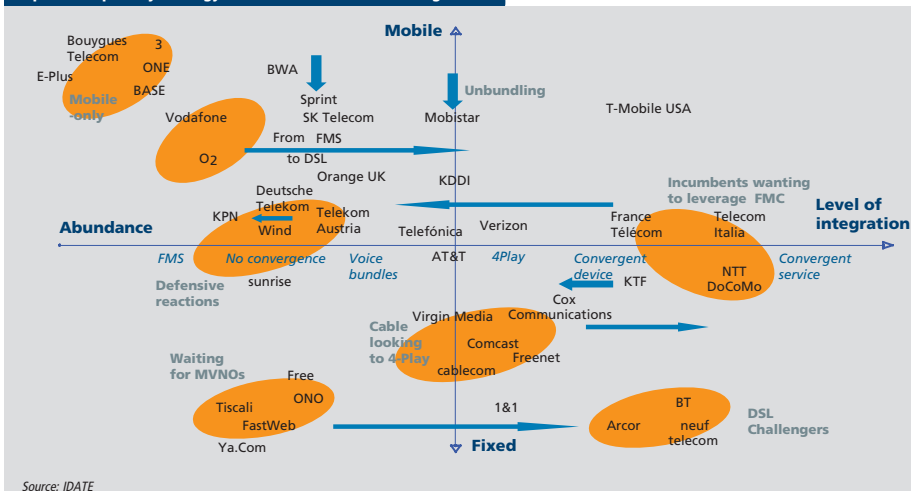 Mobile
Bouygues
Telecom
3
E-Plus
ONE
BASE
Mobile
-only
BWA
Unbundling
Sprint
SK Telecom
Mobistar
T-Mobile USA
Vodafone
O2
From FMS
to DSL
Orange UK
KDDI
Incumbents wanting
to leverage FMC
Deutsche
Telekom
KPN
Wind
Telekom
Austria
Telefónica
Verizon
France
Télécom
Telecom
Italia
Level of
integration
Abundance
FMS
No convergence
Voice
bundles
AT&T
4Play
Convergent
device
Convergent
service
Defensive
reactions
sunrise
KTF
NTT
DoCoMo
Cox
Communications
Virgin Media
Cable
looking
to 4-Play
Comcast
Freenet
cablecom
Waiting
for MVNOs
Free
ONO
Tiscali
FastWeb
Ya.Com
1&1
BT
Arcor
neuf
telecom
DSL
Challengers
Fixed
Source: IDATE